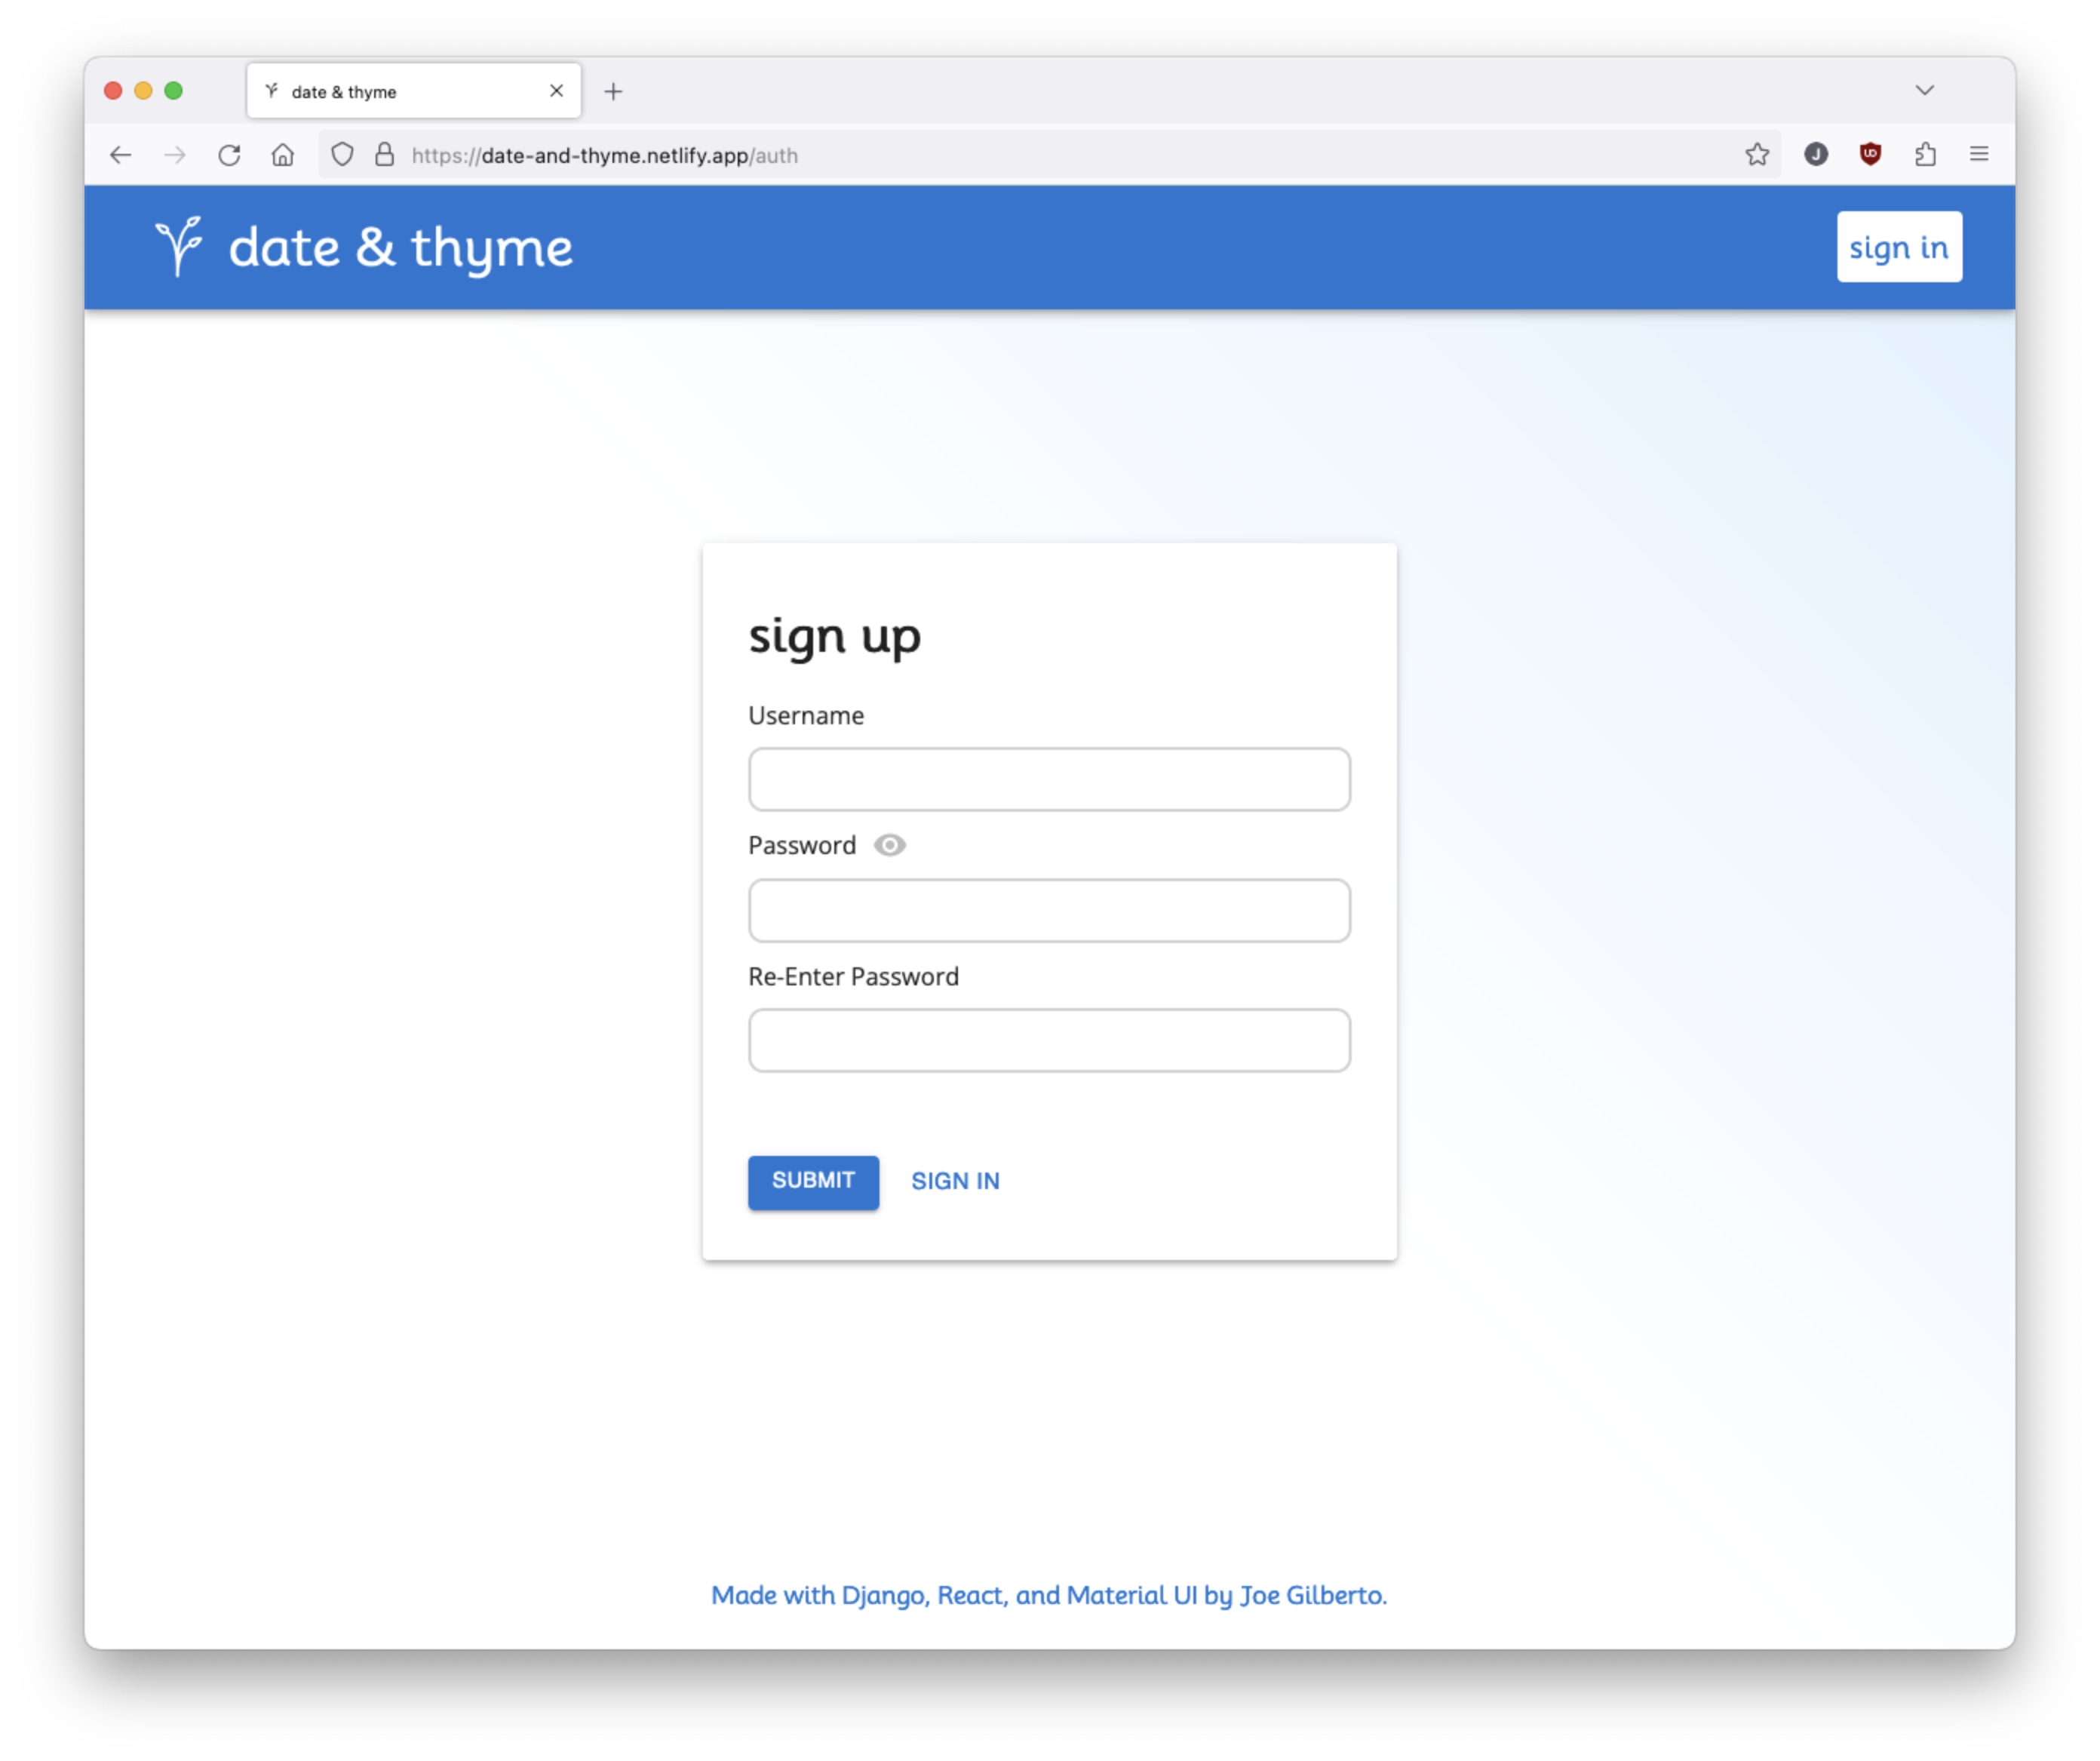 date & thyme
https://date-and-thyme.netlify.app/auth
J
UO
date & thyme
sign in
sign up
Username
Password
Re-Enter Password
SUBMIT SIGN IN
Made with Django, React, and Material UI by Joe Gilberto.